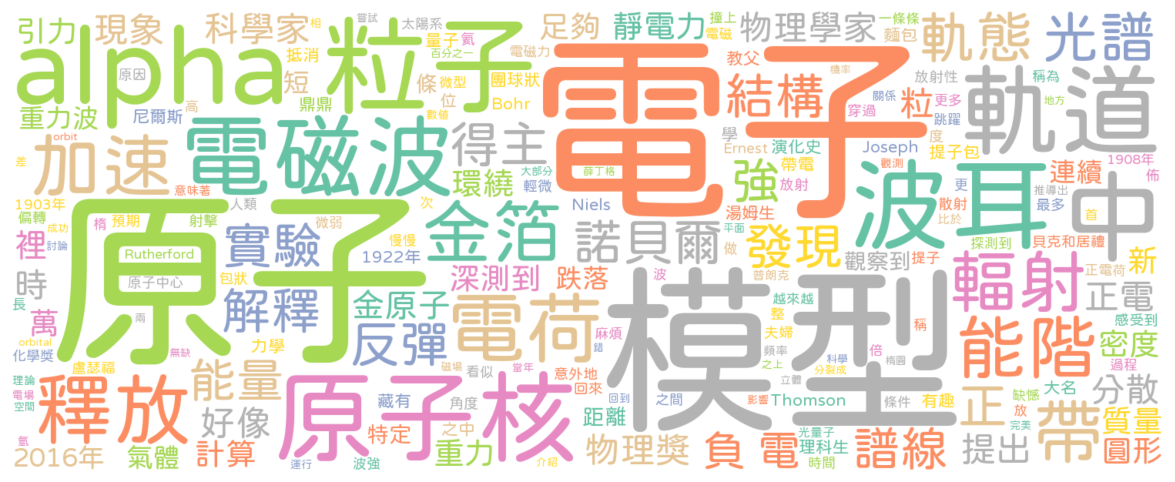 引力
現象
科學家
相
嘗試
太陽系
足夠
靜電力
撞上
物理學家
一條條
麵包
軌態
光譜
alpha
粒子
原因
抵消
量子
百分之一
電磁力
電磁
教父
電子
結構
粒
機率
放射性
稱為
地方
軌道
重力波
尼爾斯
高
短
鼎鼎
條
微型
位
團球狀
Bohr
數值
穿過
關係
更多
跳躍
orbit
差
加速
電磁波
得主
環繞
輕微
大部分
Niels
薛丁格
學
Ernest
演化史
帶電
放射
強
湯姆生
平面
Joseph
觀測
度
提子包
更
散射
比於
連續
推導出
最多
1908年
佈
首
波耳
中
意味著
1903年
偏轉
成功
討論
楕
預期
射擊
人類
微弱
次
慢慢
1922年
金箔
諾貝爾
做
發現
觀察到
提子
探測到
貝克和居禮
正電荷
新
裡
原子
Rutherford
原子中心
包狀
兩
實驗
深測到
跌落
波
普朗克
模型
輻射
正電
感受到
時
長
萬
解釋
金原子
電荷
越來越
整
夫婦
麻煩
稱
頻率
倍
科學
楕圓
能階
密度
過程
orbital
化學獎
氦
無缺
盧瑟福
力學
反彈
錯
理論
電場
空間
釋放
能量
好像
磁場
當年
原子核
看似
意外地
回來
藏有
角度
之中
回到
距離
之間
之上
立體
影響
分裂成
Thomson
條件
有趣
缺憾
放
完美
大名
正
帶
分散
質量
圓形
氫
2016年
氣體
計算
運行
特定
波強
重力
介紹
物理獎
負
電
光量子
理科生
時間
譜線
提出